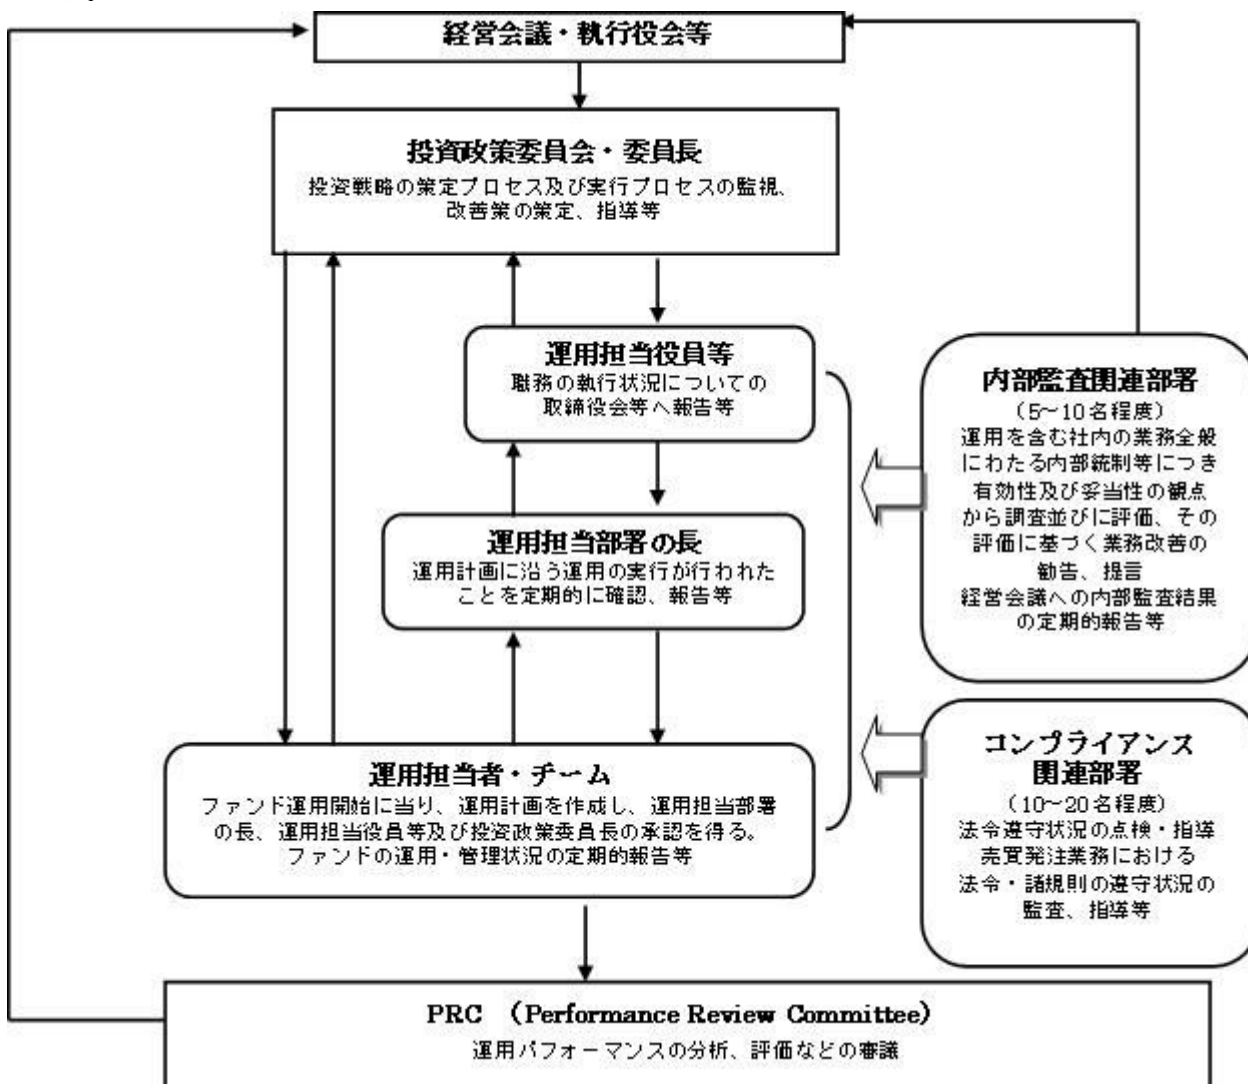 経営会議・執行役会等
投資政策委員会・委員長
投資戦略の策定プロセス及び実行プロセスの監視、
改善策の策定、指導等
運用担当役員等
職務の執行状況についての
取締役会等へ報告等
運用担当部署の長
運用計画に沿う運用の実行が行われた
ことを定期的に確認、報告等
運用担当者・チーム
ファンド運用開始に当り、運用計画を作成し、運用担当部署
の長、運用担当役員等及び投資政策委員長の承認を得る。
ファンドの運用・管理状況の定期的報告等
内部監査関連部署
（5～10名程度）
運用を含む社内の業務全般
にわたる内部統制等につき
有効性及び妥当性の観点
から調査並びに評価、その
評価に基づく業務改善の
勧告、提言
経営会議への内部監査結果
の定期的報告等
コンプライアンス
関連部署
（10～20名程度）
法令遵守状況の点検・指導
売買発注業務における
法令・諸規則の遵守状況の
監査、指導等
PRC （Performance Review Committee）
運用パフォーマンスの分析、評価などの審議